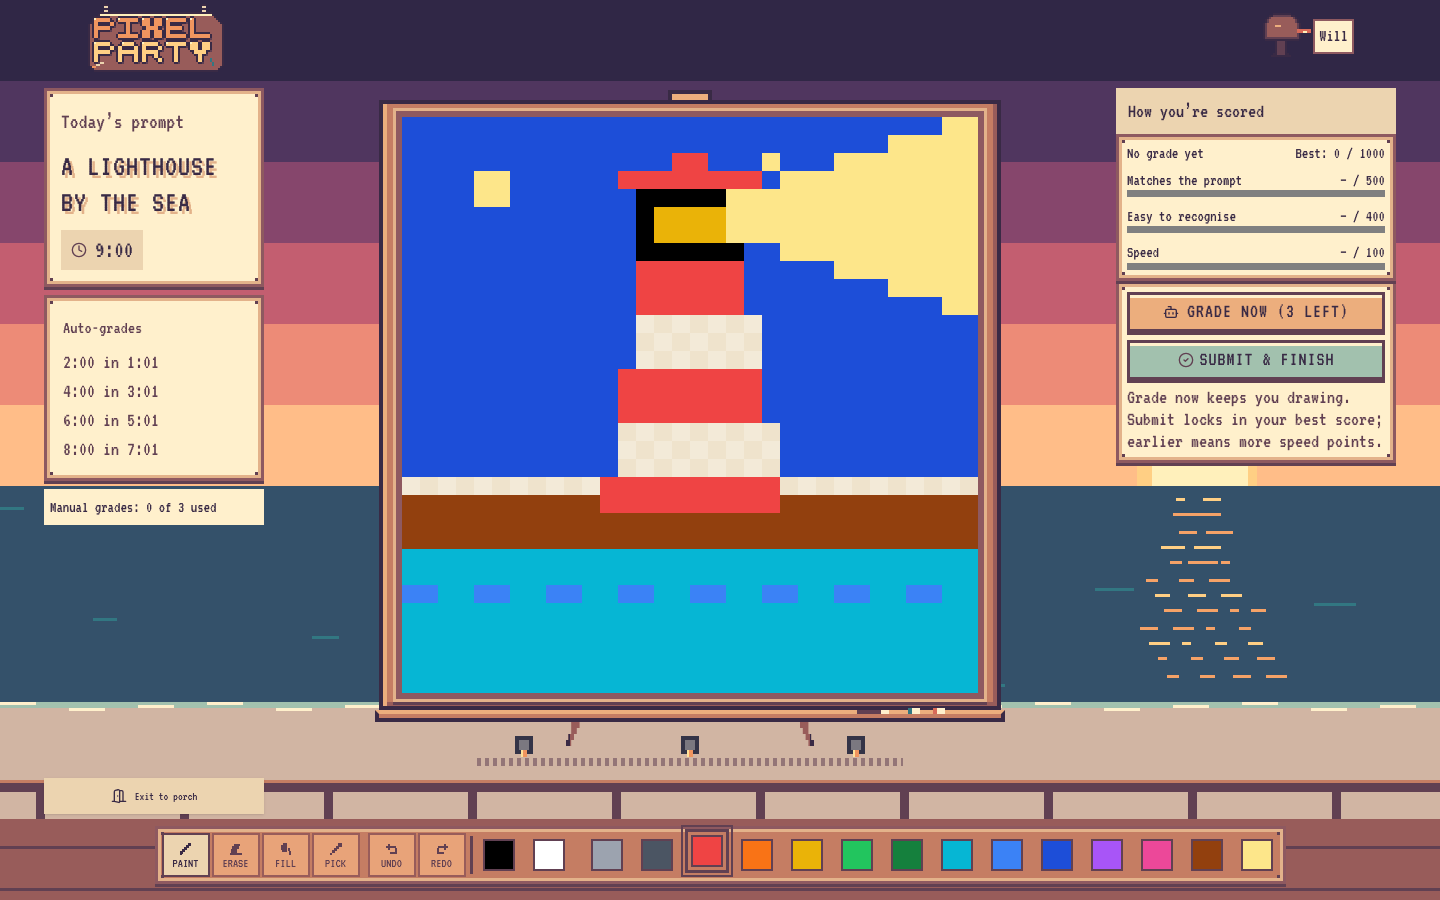 PIXEL
PARTY
Will
Today's prompt
A LIGHTHOUSE
BY THE SEA
9:00
Auto-grades
2:00 in 1:01
4:00 in 3:01
6:00 in 5:01
8:00 in 7:01
Manual grades: 0 of 3 used
Exit to porch
How you're scored
No grade yet Best: 0 / 1000
Matches the prompt – / 500
Easy to recognise – / 400
Speed – / 100
GRADE NOW (3 LEFT)
SUBMIT & FINISH
Grade now keeps you drawing.
Submit locks in your best score;
earlier means more speed points.
PAINT ERASE FILL PICK UNDO REDO